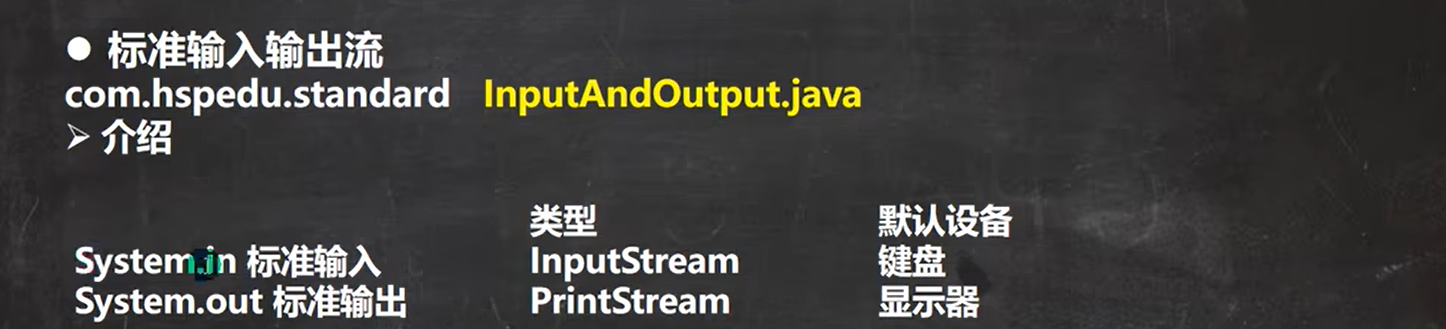 ● 标准输入输出流
com.hspedu.standard InputAndOutput.java
➢ 介绍
类型 默认设备
System.in 标准输入 InputStream 键盘
System.out 标准输出 PrintStream 显示器